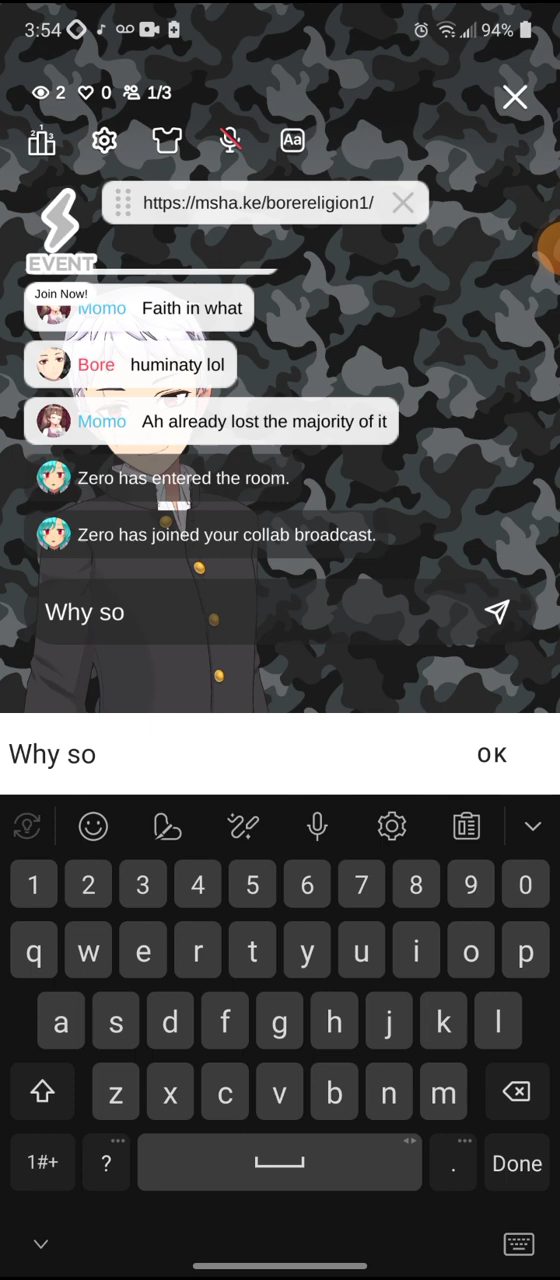 3:54 94%
2 0 1/3
Aa
https://msha.ke/borereligion1/
EVENT
Join Now!
Momo Faith in what
Bore huminaty lol
Momo Ah already lost the majority of it
Zero has entered the room.
Zero has joined your collab broadcast.
Why so
Why so OK
1 2 3 4 5 6 7 8 9 0
q w e r t y u i o p
a s d f g h j k l
z x c v b n m
1#+ ? . Done